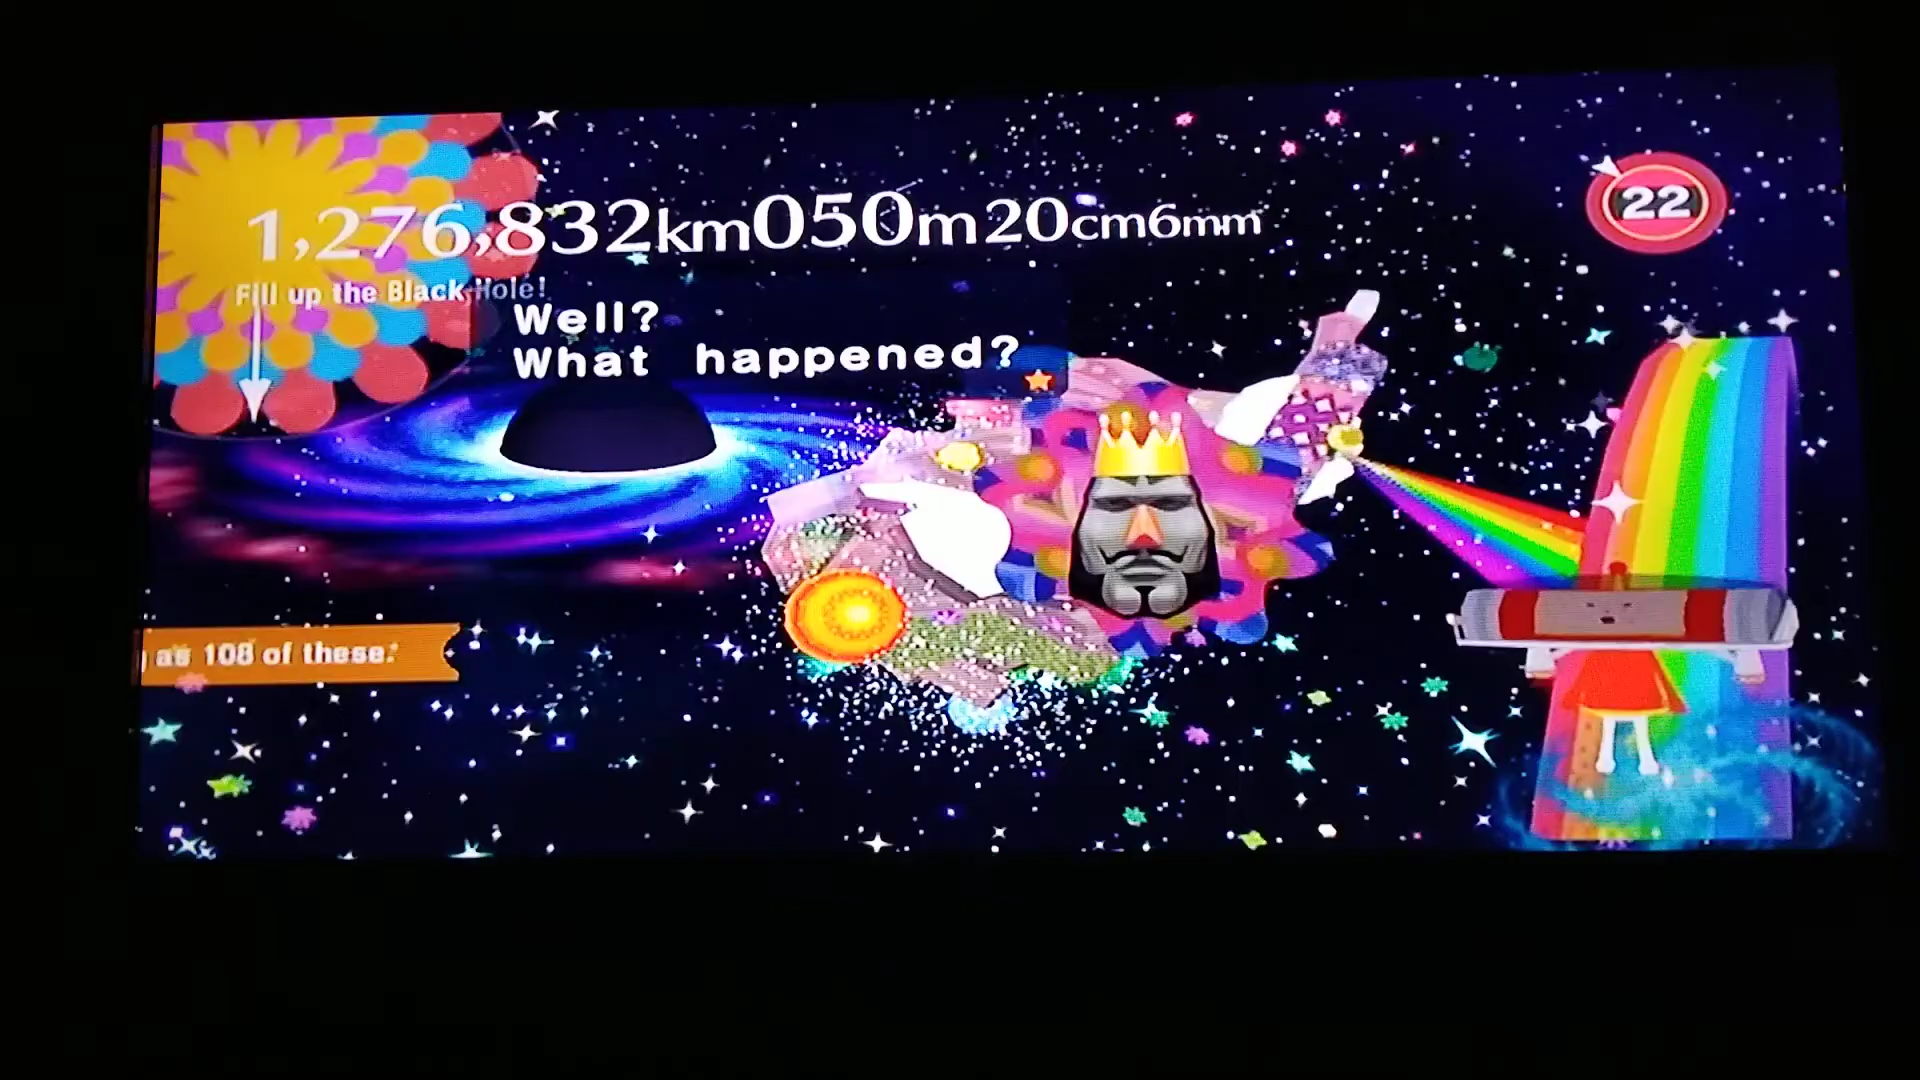 1,276,832km050m20cm6mm
22
Fill up the Black Hole!
Well?
What happened?
as 108 of these."